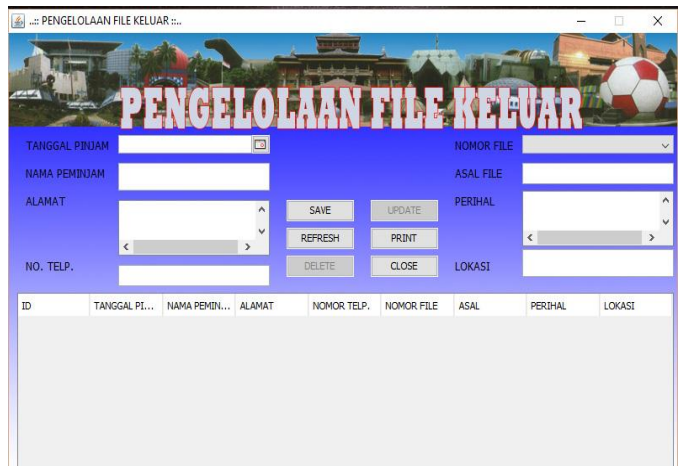 ..:: PENGELOLAAN FILE KELUAR ::..
PENGELOLAAN FILE KELUAR
TANGGAL PINJAM
NOMOR FILE
NAMA PEMINJAM
ASAL FILE
ALAMAT
PERIHAL
SAVE UPDATE
REFRESH PRINT
NO. TELP.
DELETE CLOSE
LOKASI
ID TANGGAL PI... NAMA PEMIN... ALAMAT NOMOR TELP. NOMOR FILE ASAL PERIHAL LOKASI